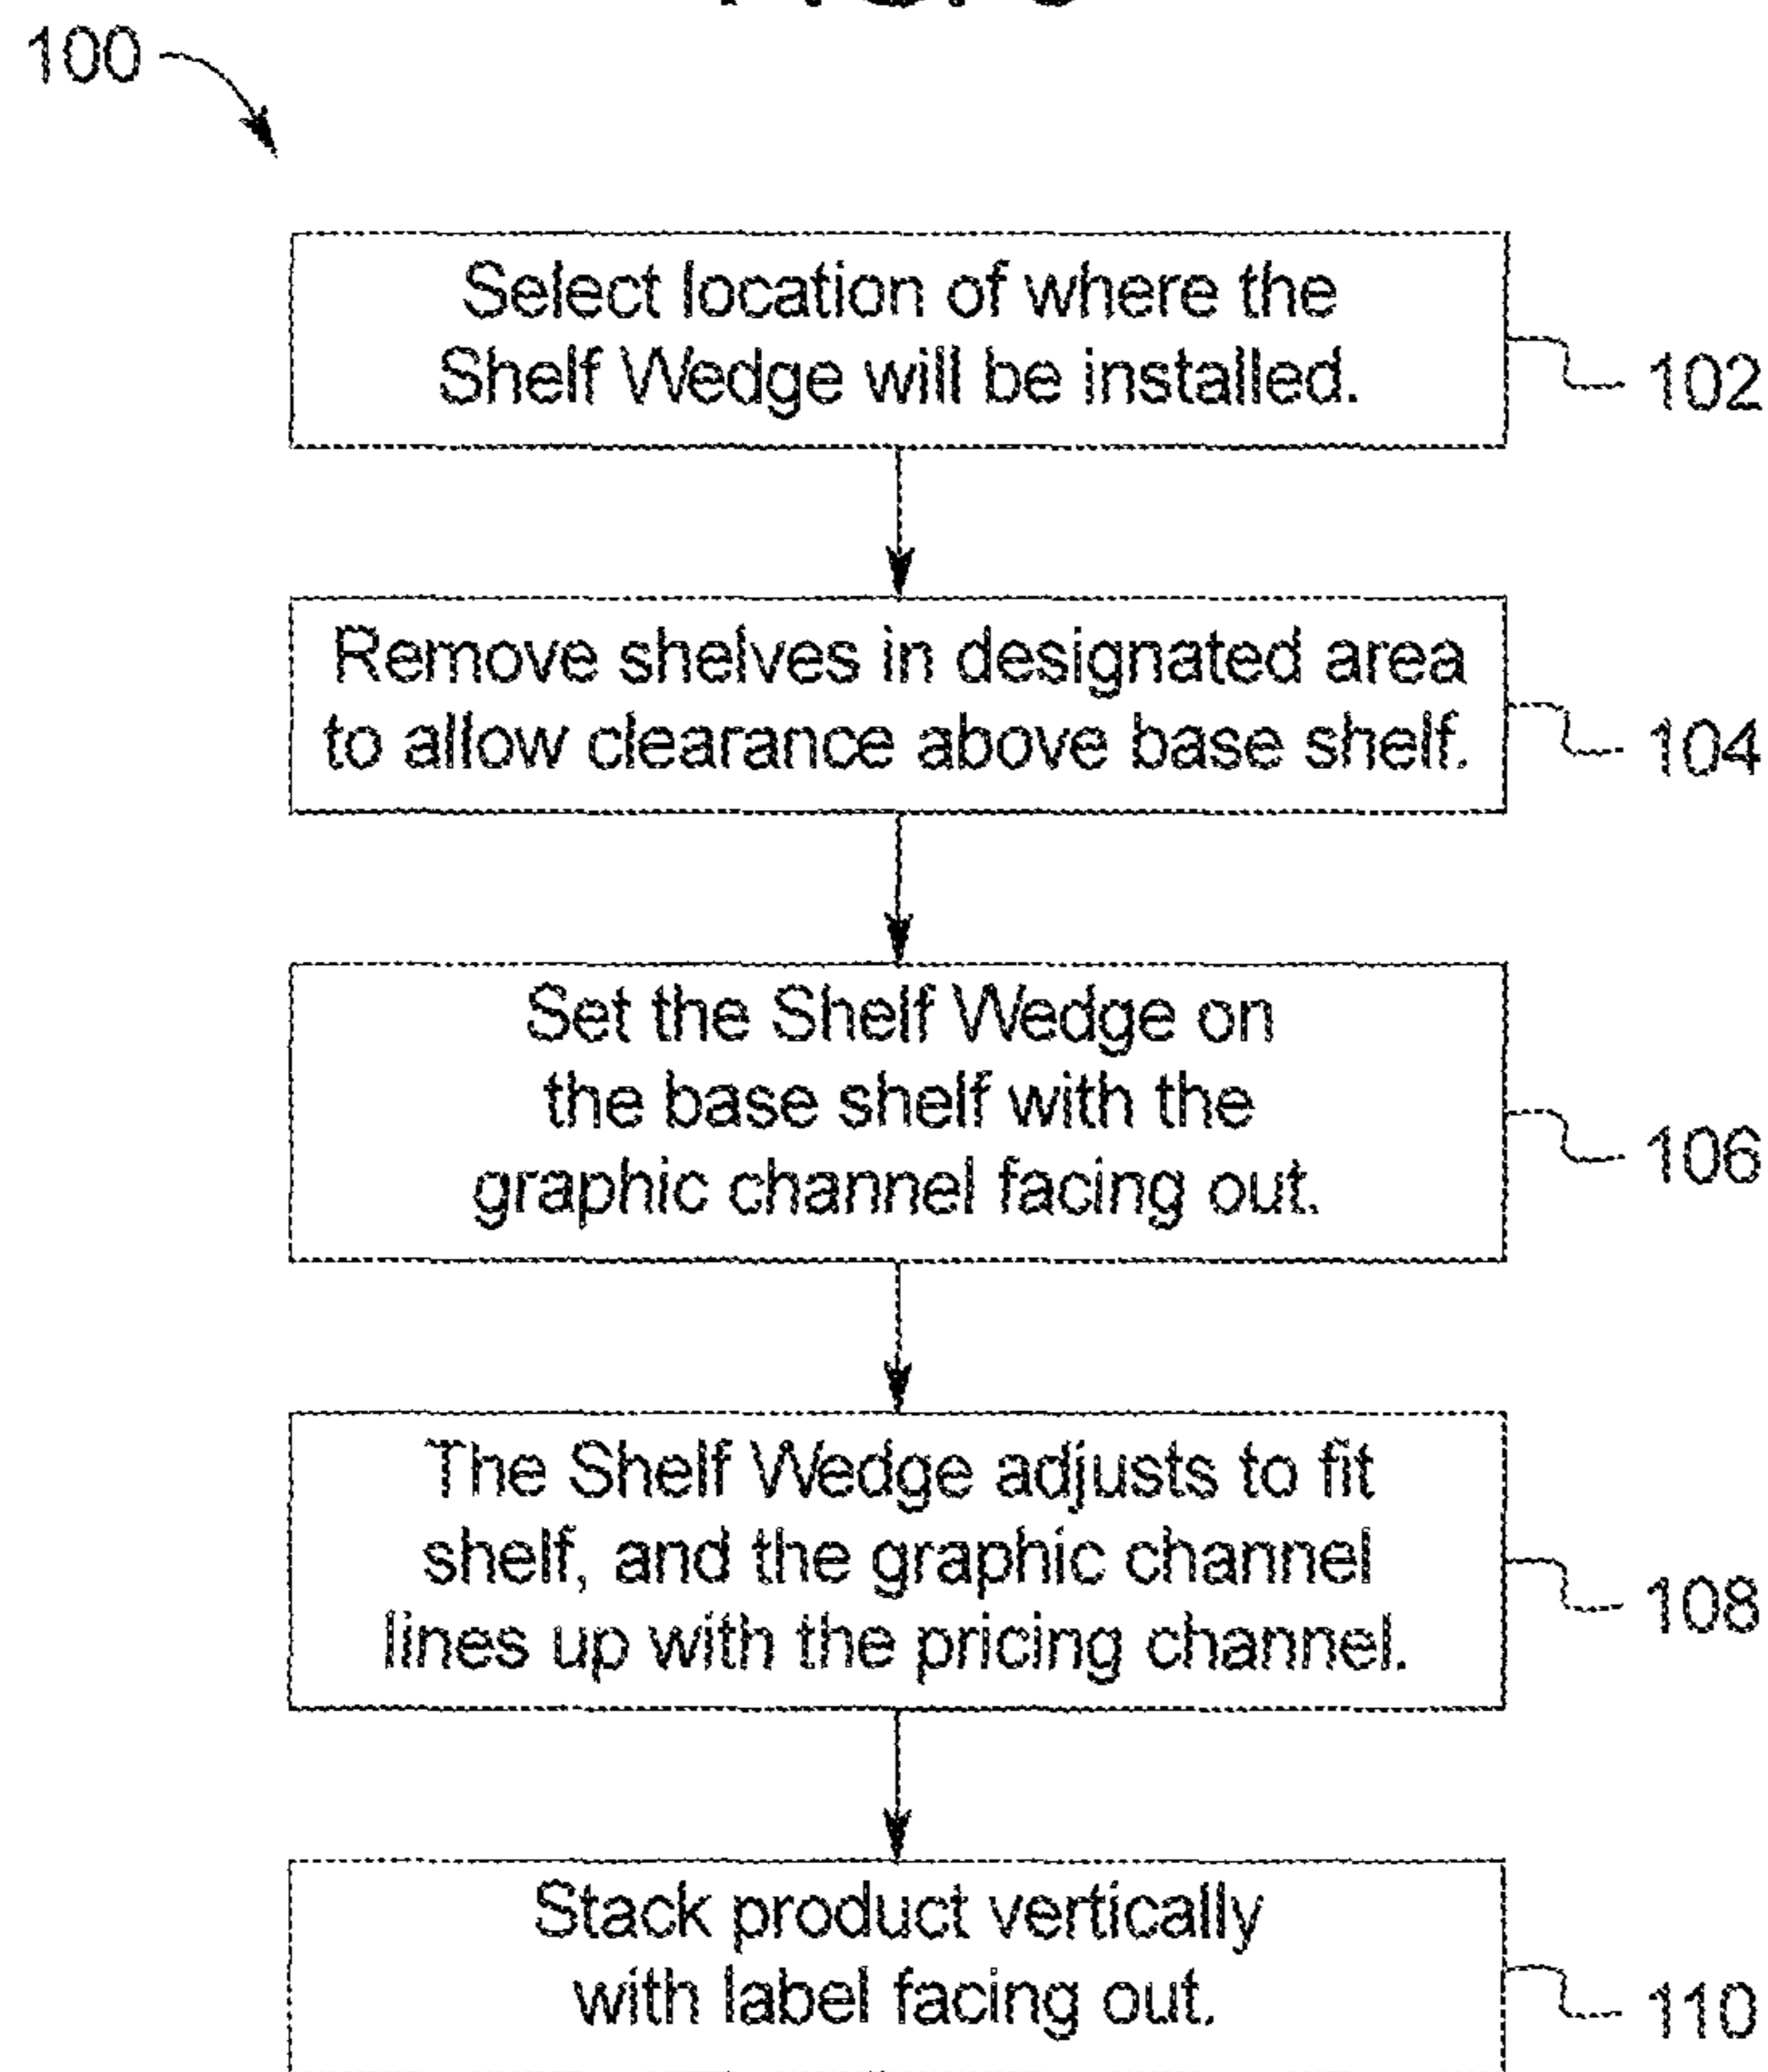 100
Select location of where the
Shelf Wedge will be installed.
102
Remove shelves in designated area
to allow clearance above base shelf.
104
Set the Shelf Wedge on
the base shelf with the
graphic channel facing out.
106
The Shelf Wedge adjusts to fit
shelf, and the graphic channel
lines up with the pricing channel.
108
Stack product vertically
with label facing out.
110